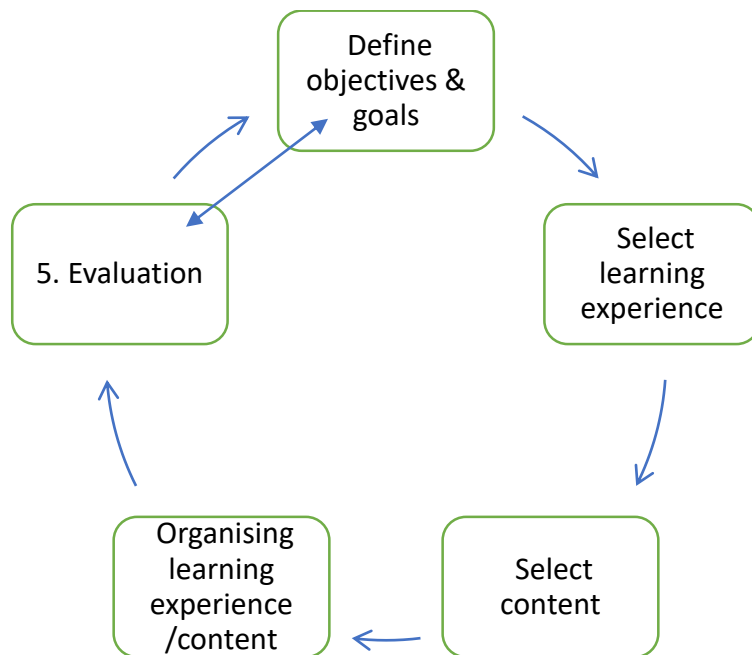 Define
objectives &
goals
Select
learning
experience
Select
content
Organising
learning
experience
/content
5. Evaluation